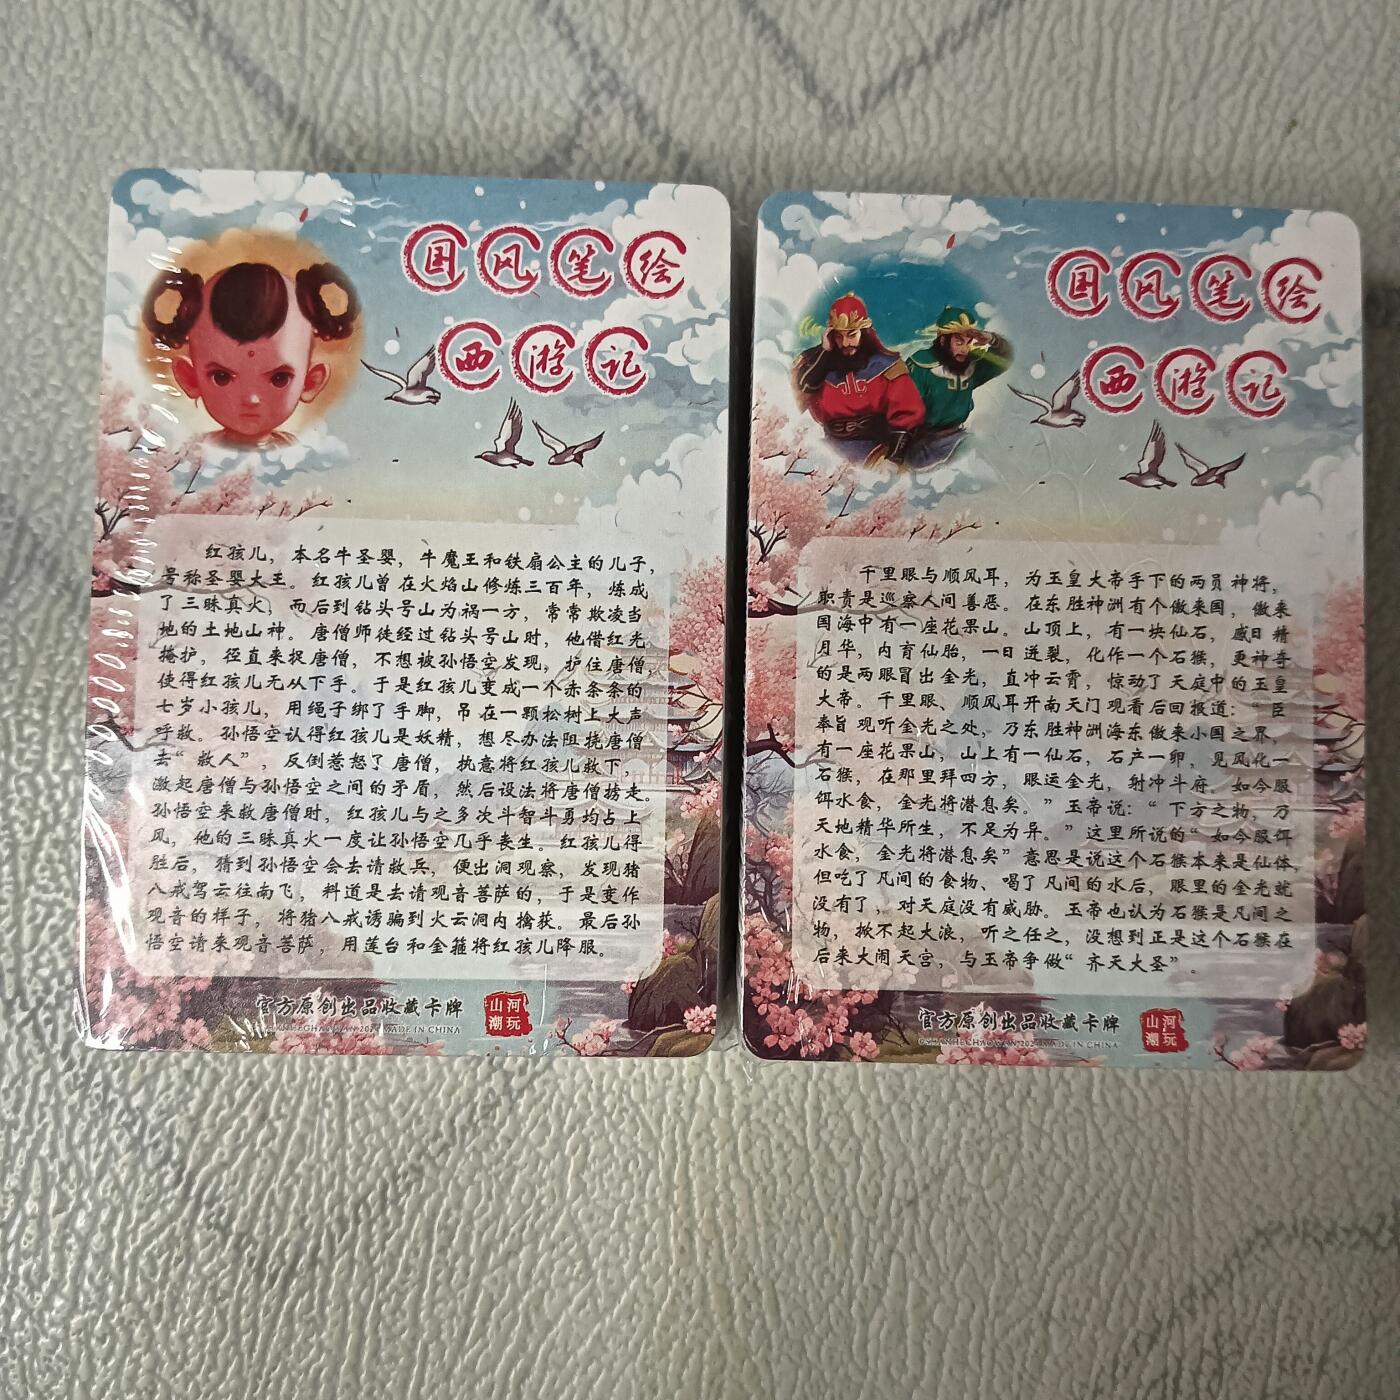 国风笔绘
西游记
红孩儿，本名牛圣婴，牛魔王和铁扇公主的儿子，
号称圣婴大王。红孩儿曾在火焰山修炼三百年，炼成
了三昧真火，而后到钻头号山为祸一方，常常欺凌当
地的土地山神。唐僧师徒经过钻头号山时，他借红光
掩护，径直来捉唐僧，不想被孙悟空发现，护住唐僧，
使得红孩儿无从下手。于是红孩儿变成一个赤条条的
七岁小孩儿，用绳子绑了手脚，吊在一颗松树上大声
呼救。孙悟空认得红孩儿是妖精，想尽办法阻挠唐僧
去“救人”，反倒惹怒了唐僧，执意将红孩儿救下，
激起唐僧与孙悟空之间的矛盾，然后设法将唐僧掳走。
孙悟空来救唐僧时，红孩儿与之多次斗智斗勇均占上
风，他的三昧真火一度让孙悟空几乎丧生。红孩儿得
胜后，猜到孙悟空会去请救兵，便出洞观察，发现猪
八戒驾云往南飞，料道是去请观音菩萨的，于是变作
观音的样子，将猪八戒诱骗到火云洞内擒获。最后孙
悟空请来观音菩萨，用莲台和金箍将红孩儿降服。
官方原创出品收藏卡牌
山河
潮玩
MADE IN CHINA
国风笔绘
西游记
千里眼与顺风耳，为玉皇大帝手下的两员神将，
职责是巡察人间善恶。在东胜神洲有个傲来国，傲来
国海中有一座花果山。山顶上，有一块仙石，感日精
月华，内育仙胎，一日迸裂，化作一个石猴，更神奇
的是两眼冒出金光，直冲云霄，惊动了天庭中的玉皇
大帝。千里眼、顺风耳开南天门观看后回报道：“臣
奉旨观听金光之处，乃东胜神洲海东傲来小国之界，
有一座花果山，山上有一仙石，石产一卵，见风化一
石猴，在那里拜四方，眼运金光，射冲斗府。如今服
饵水食，金光将潜息矣。”玉帝说：“下方之物，乃
天地精华所生，不足为异。”这里所说的“如今服饵
水食，金光将潜息矣”意思是说这个石猴本来是仙体，
但吃了凡间的食物、喝了凡间的水后，眼里的金光就
没有了，对天庭没有威胁。玉帝也认为石猴是凡间之
物，掀不起大浪，听之任之，没想到正是这个石猴在
后来大闹天宫，与玉帝争做“齐天大圣”。
官方原创出品收藏卡牌
山河
潮玩
©SHANHECHAOWAN 202 MADE IN CHINA